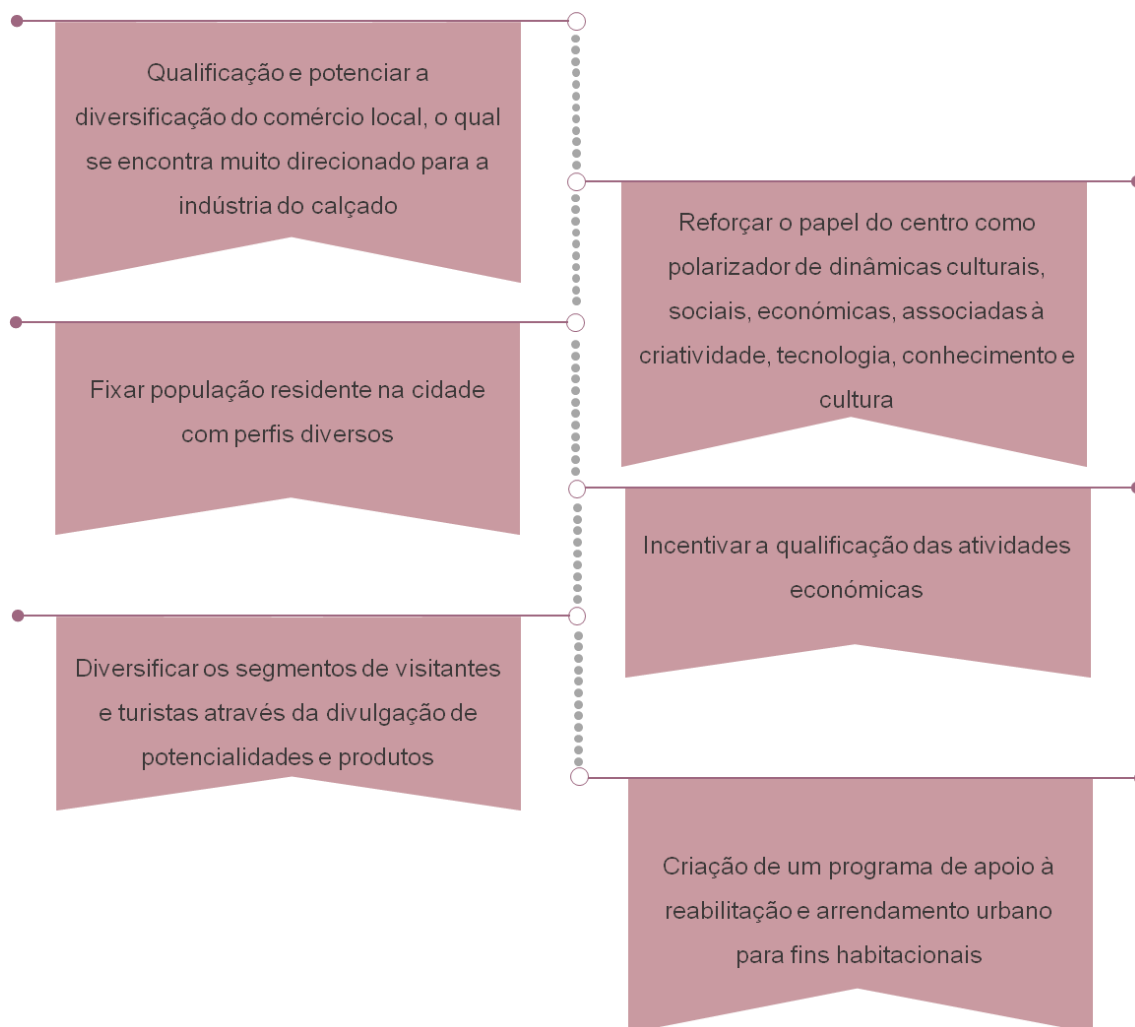 Qualificação e potenciar a
diversificação do comércio local, o qual
se encontra muito direcionado para a
indústria do calçado
Reforçar o papel do centro como
polarizador de dinâmicas culturais,
sociais, económicas, associadas à
criatividade, tecnologia, conhecimento e
cultura
Fixar população residente na cidade
com perfis diversos
Incentivar a qualificação das atividades
económicas
Diversificar os segmentos de visitantes
e turistas através da divulgação de
potencialidades e produtos
Criação de um programa de apoio à
reabilitação e arrendamento urbano
para fins habitacionais